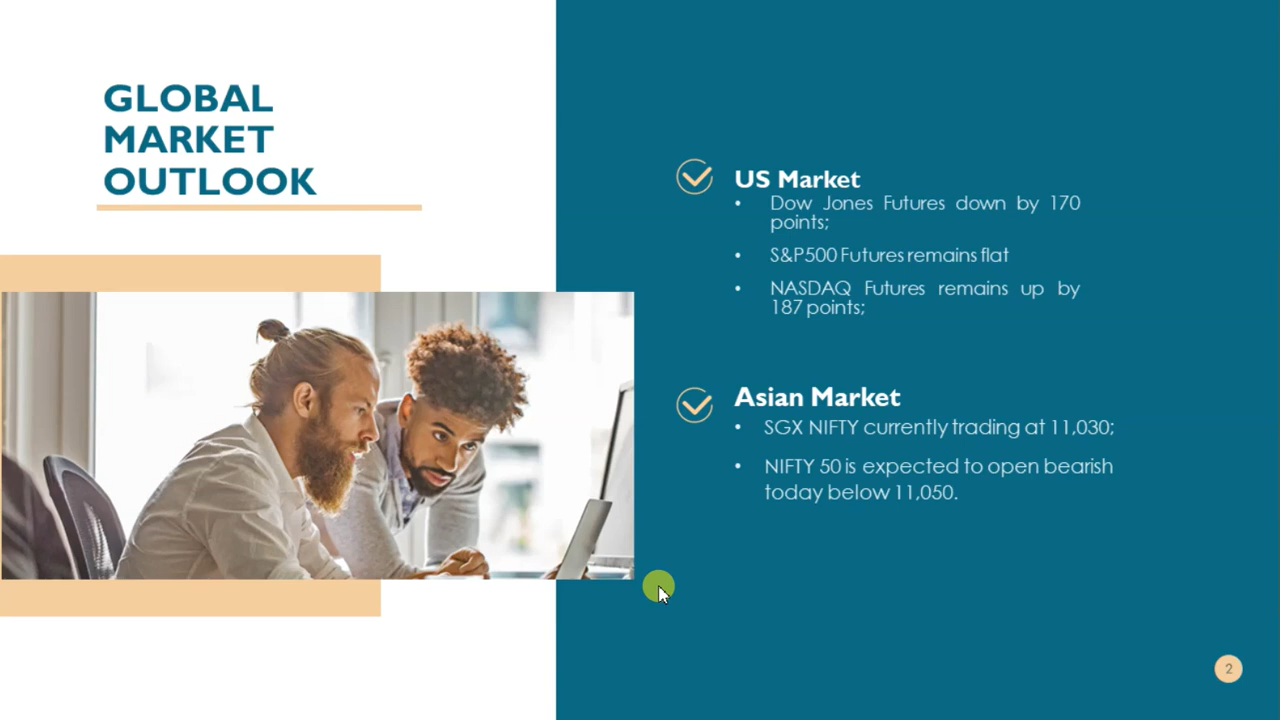 GLOBAL
MARKET
OUTLOOK
US Market
• Dow Jones Futures down by 170
points;
• S&P500 Futures remains flat
• NASDAQ Futures remains up by
187 points;
Asian Market
• SGX NIFTY currently trading at 11,030;
• NIFTY 50 is expected to open bearish
today below 11,050.
2